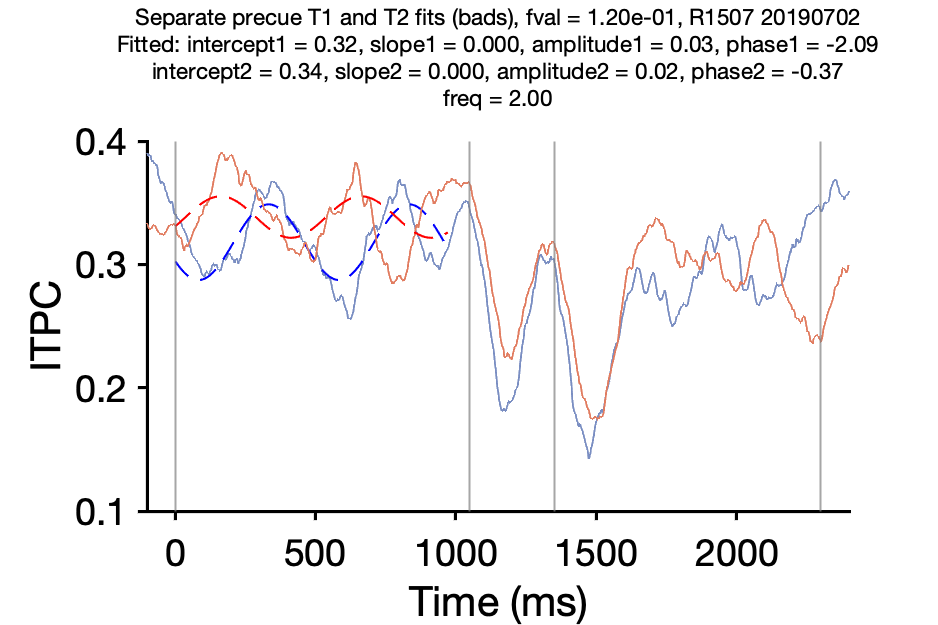 Separate precue T1 and T2 fits (bads), fval = 1.20e-01, R1507 20190702
Fitted: intercept1 = 0.32, slope1 = 0.000, amplitude1 = 0.03, phase1 = -2.09
intercept2 = 0.34, slope2 = 0.000, amplitude2 = 0.02, phase2 = -0.37
freq = 2.00
0.4
0.3
0.2
0.1
ITPC
0 500 1000 1500 2000
Time (ms)